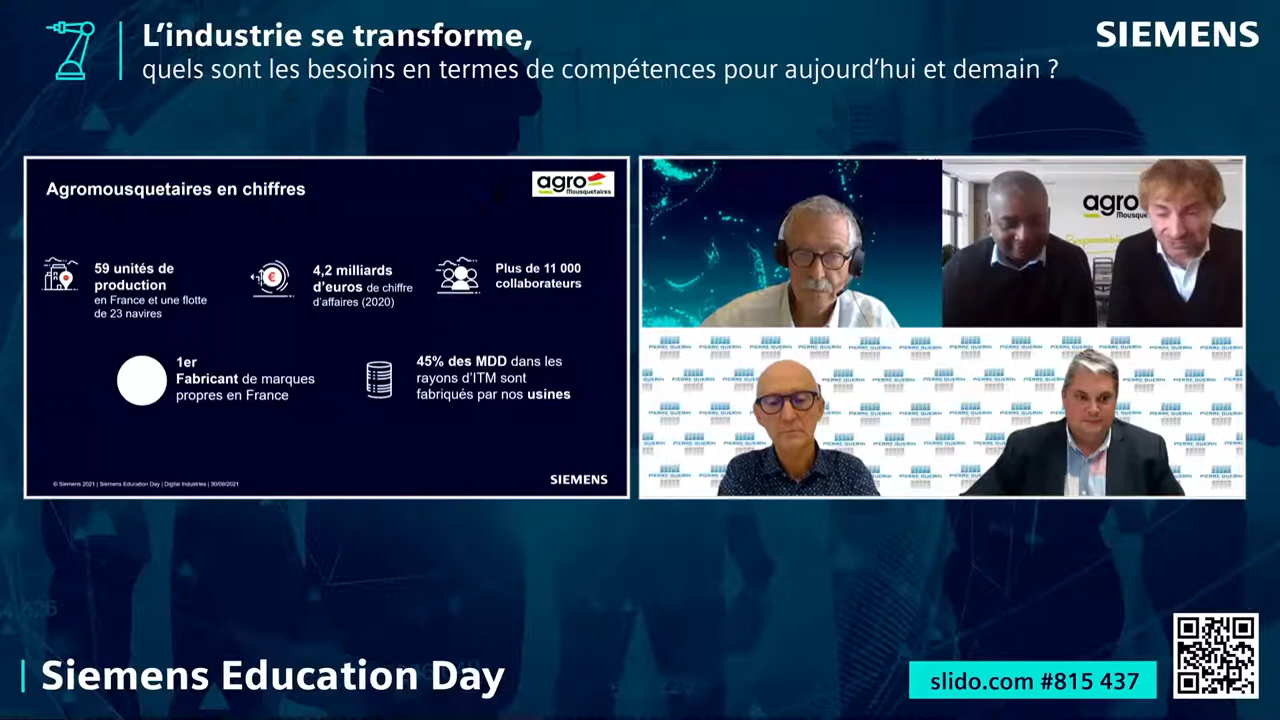 L'industrie se transforme,
quels sont les besoins en termes de compétences pour aujourd'hui et demain ?
SIEMENS
Agromousquetaires en chiffres
agro
Mousquetaires
59 unités de
production
en France et une flotte
de 23 navires
4,2 milliards
d'euros de chiffre
d'affaires (2020)
Plus de 11 000
collaborateurs
1er
Fabricant de marques
propres en France
45% des MDD dans les
rayons d'ITM sont
fabriqués par nos usines
© Siemens 2021 | Siemens Education Day | Digital Industries | 30/09/2021
SIEMENS
agro
PIERRE GUERIN
Siemens Education Day
slido.com #815 437